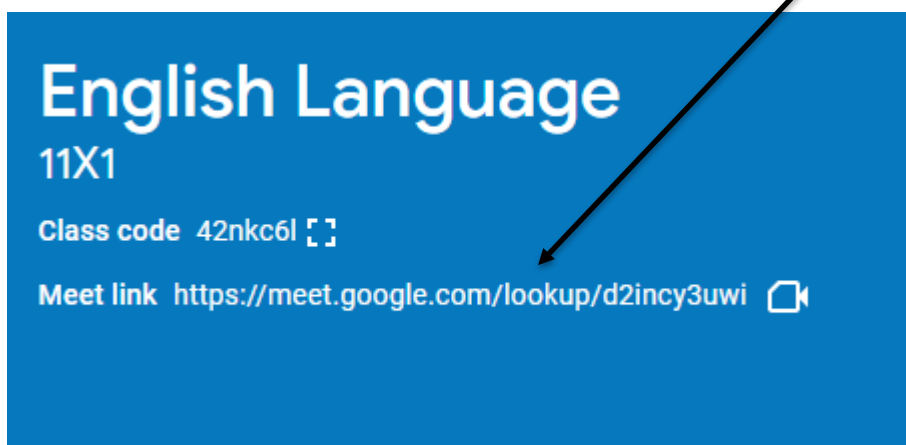 English Language
11X1
Class code 42nkc6l
Meet link https://meet.google.com/lookup/d2incy3uwi